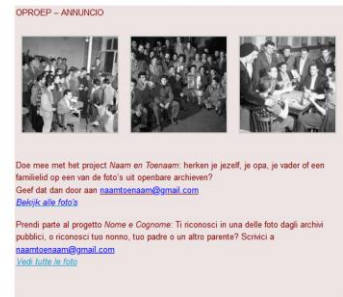 OPROEP – ANNUNCIO
Doe mee met het project Naam en Toenaam: herken je jezelf, je opa, je vader of een
familielid op een van de foto's uit openbare archieven?
Geef dat dan door aan naamtoenaam@gmail.com
Bekijk alle foto's
Prendi parte al progetto Nome e Cognome: Ti riconosci in una delle foto dagli archivi
pubblici, o riconosci tuo nonno, tuo padre o un altro parente? Scrivici a
naamtoenaam@gmail.com
Vedi tutte le foto